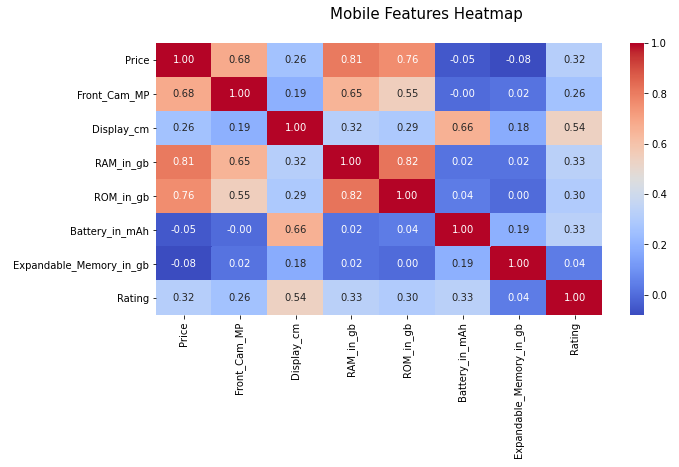 Mobile Features Heatmap
Price 1.00 0.68 0.26 0.81 0.76 -0.05 -0.08 0.32
Front_Cam_MP 0.68 1.00 0.19 0.65 0.55 -0.00 0.02 0.26
Display_cm 0.26 0.19 1.00 0.32 0.29 0.66 0.18 0.54
RAM_in_gb 0.81 0.65 0.32 1.00 0.82 0.02 0.02 0.33
ROM_in_gb 0.76 0.55 0.29 0.82 1.00 0.04 0.00 0.30
Battery_in_mAh -0.05 -0.00 0.66 0.02 0.04 1.00 0.19 0.33
Expandable_Memory_in_gb -0.08 0.02 0.18 0.02 0.00 0.19 1.00 0.04
Rating 0.32 0.26 0.54 0.33 0.30 0.33 0.04 1.00
Price
Front_Cam_MP
Display_cm
RAM_in_gb
ROM_in_gb
Battery_in_mAh
Expandable_Memory_in_gb
Rating
1.0
0.8
0.6
0.4
0.2
0.0